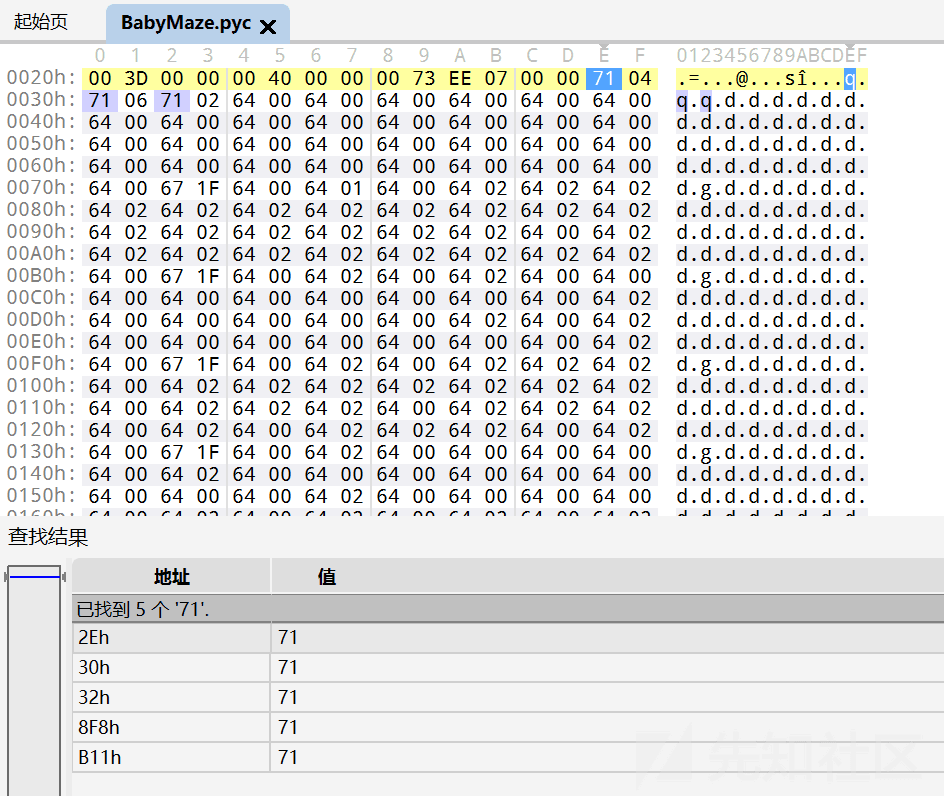 起始页 BabyMaze.pyc
0 1 2 3 4 5 6 7 8 9 A B C D E F 0123456789ABCDEF
0020h: 00 3D 00 00 00 40 00 00 00 73 EE 07 00 00 71 04 .=...@...sî...q.
0030h: 71 06 71 02 64 00 64 00 64 00 64 00 64 00 64 00 q.q.d.d.d.d.d.d.
0040h: 64 00 64 00 64 00 64 00 64 00 64 00 64 00 64 00 d.d.d.d.d.d.d.d.
0050h: 64 00 64 00 64 00 64 00 64 00 64 00 64 00 64 00 d.d.d.d.d.d.d.d.
0060h: 64 00 64 00 64 00 64 00 64 00 64 00 64 00 64 00 d.d.d.d.d.d.d.d.
0070h: 64 00 67 1F 64 00 64 01 64 00 64 02 64 02 64 02 d.g.d.d.d.d.d.d.
0080h: 64 02 64 02 64 02 64 02 64 02 64 02 64 02 64 02 d.d.d.d.d.d.d.d.
0090h: 64 02 64 02 64 02 64 02 64 02 64 02 64 02 64 02 d.d.d.d.d.d.d.d.
00A0h: 64 02 64 02 64 02 64 02 64 02 64 02 64 02 64 02 d.d.d.d.d.d.d.d.
00B0h: 64 00 67 1F 64 00 64 02 64 00 64 02 64 00 64 00 d.g.d.d.d.d.d.d.
00C0h: 64 00 64 00 64 00 64 00 64 00 64 00 64 00 64 02 d.d.d.d.d.d.d.d.
00D0h: 64 00 64 00 64 00 64 02 64 00 64 02 64 00 64 02 d.d.d.d.d.d.d.d.
00E0h: 64 00 64 00 64 00 64 00 64 00 64 00 64 00 64 02 d.d.d.d.d.d.d.d.
00F0h: 64 00 67 1F 64 00 64 02 64 00 64 02 64 02 64 02 d.g.d.d.d.d.d.d.
0100h: 64 00 64 02 64 02 64 02 64 02 64 02 64 02 64 02 d.d.d.d.d.d.d.d.
0110h: 64 00 64 02 64 02 64 02 64 00 64 02 64 00 64 02 d.d.d.d.d.d.d.d.
0120h: 64 00 64 02 64 00 64 02 64 02 64 02 64 00 64 02 d.d.d.d.d.d.d.d.
0130h: 64 00 67 1F 64 00 64 02 64 00 64 00 64 00 64 02 d.g.d.d.d.d.d.d.
0140h: 64 00 64 02 64 00 64 00 64 00 64 00 64 00 64 00 d.d.d.d.d.d.d.d.
0150h: 64 00 64 00 64 00 64 02 64 00 64 00 64 00 64 00 d.d.d.d.d.d.d.d.
查找结果
地址 值
已找到 5 个 '71'.
2Eh 71
30h 71
32h 71
8F8h 71
B11h 71
先知社区